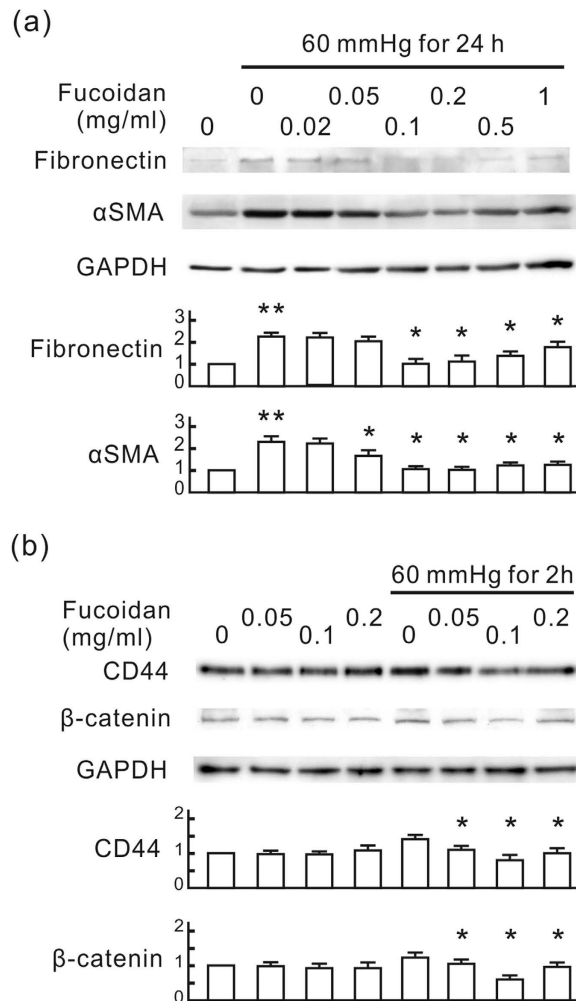 (a)
60 mmHg for 24 h
Fucoidan 0 0.05 0.2 1
(mg/ml) 0 0.02 0.1 0.5
Fibronectin
αSMA
GAPDH
3
** * * * *
2
Fibronectin
1
0
3
** * * * * *
2
αSMA
1
0
(b)
60 mmHg for 2h
Fucoidan 0.05 0.2 0.05 0.2
(mg/ml) 0 0.1 0 0.1
CD44
β-catenin
GAPDH
2
* * *
CD44 1
0
2
* * *
β-catenin 1
0